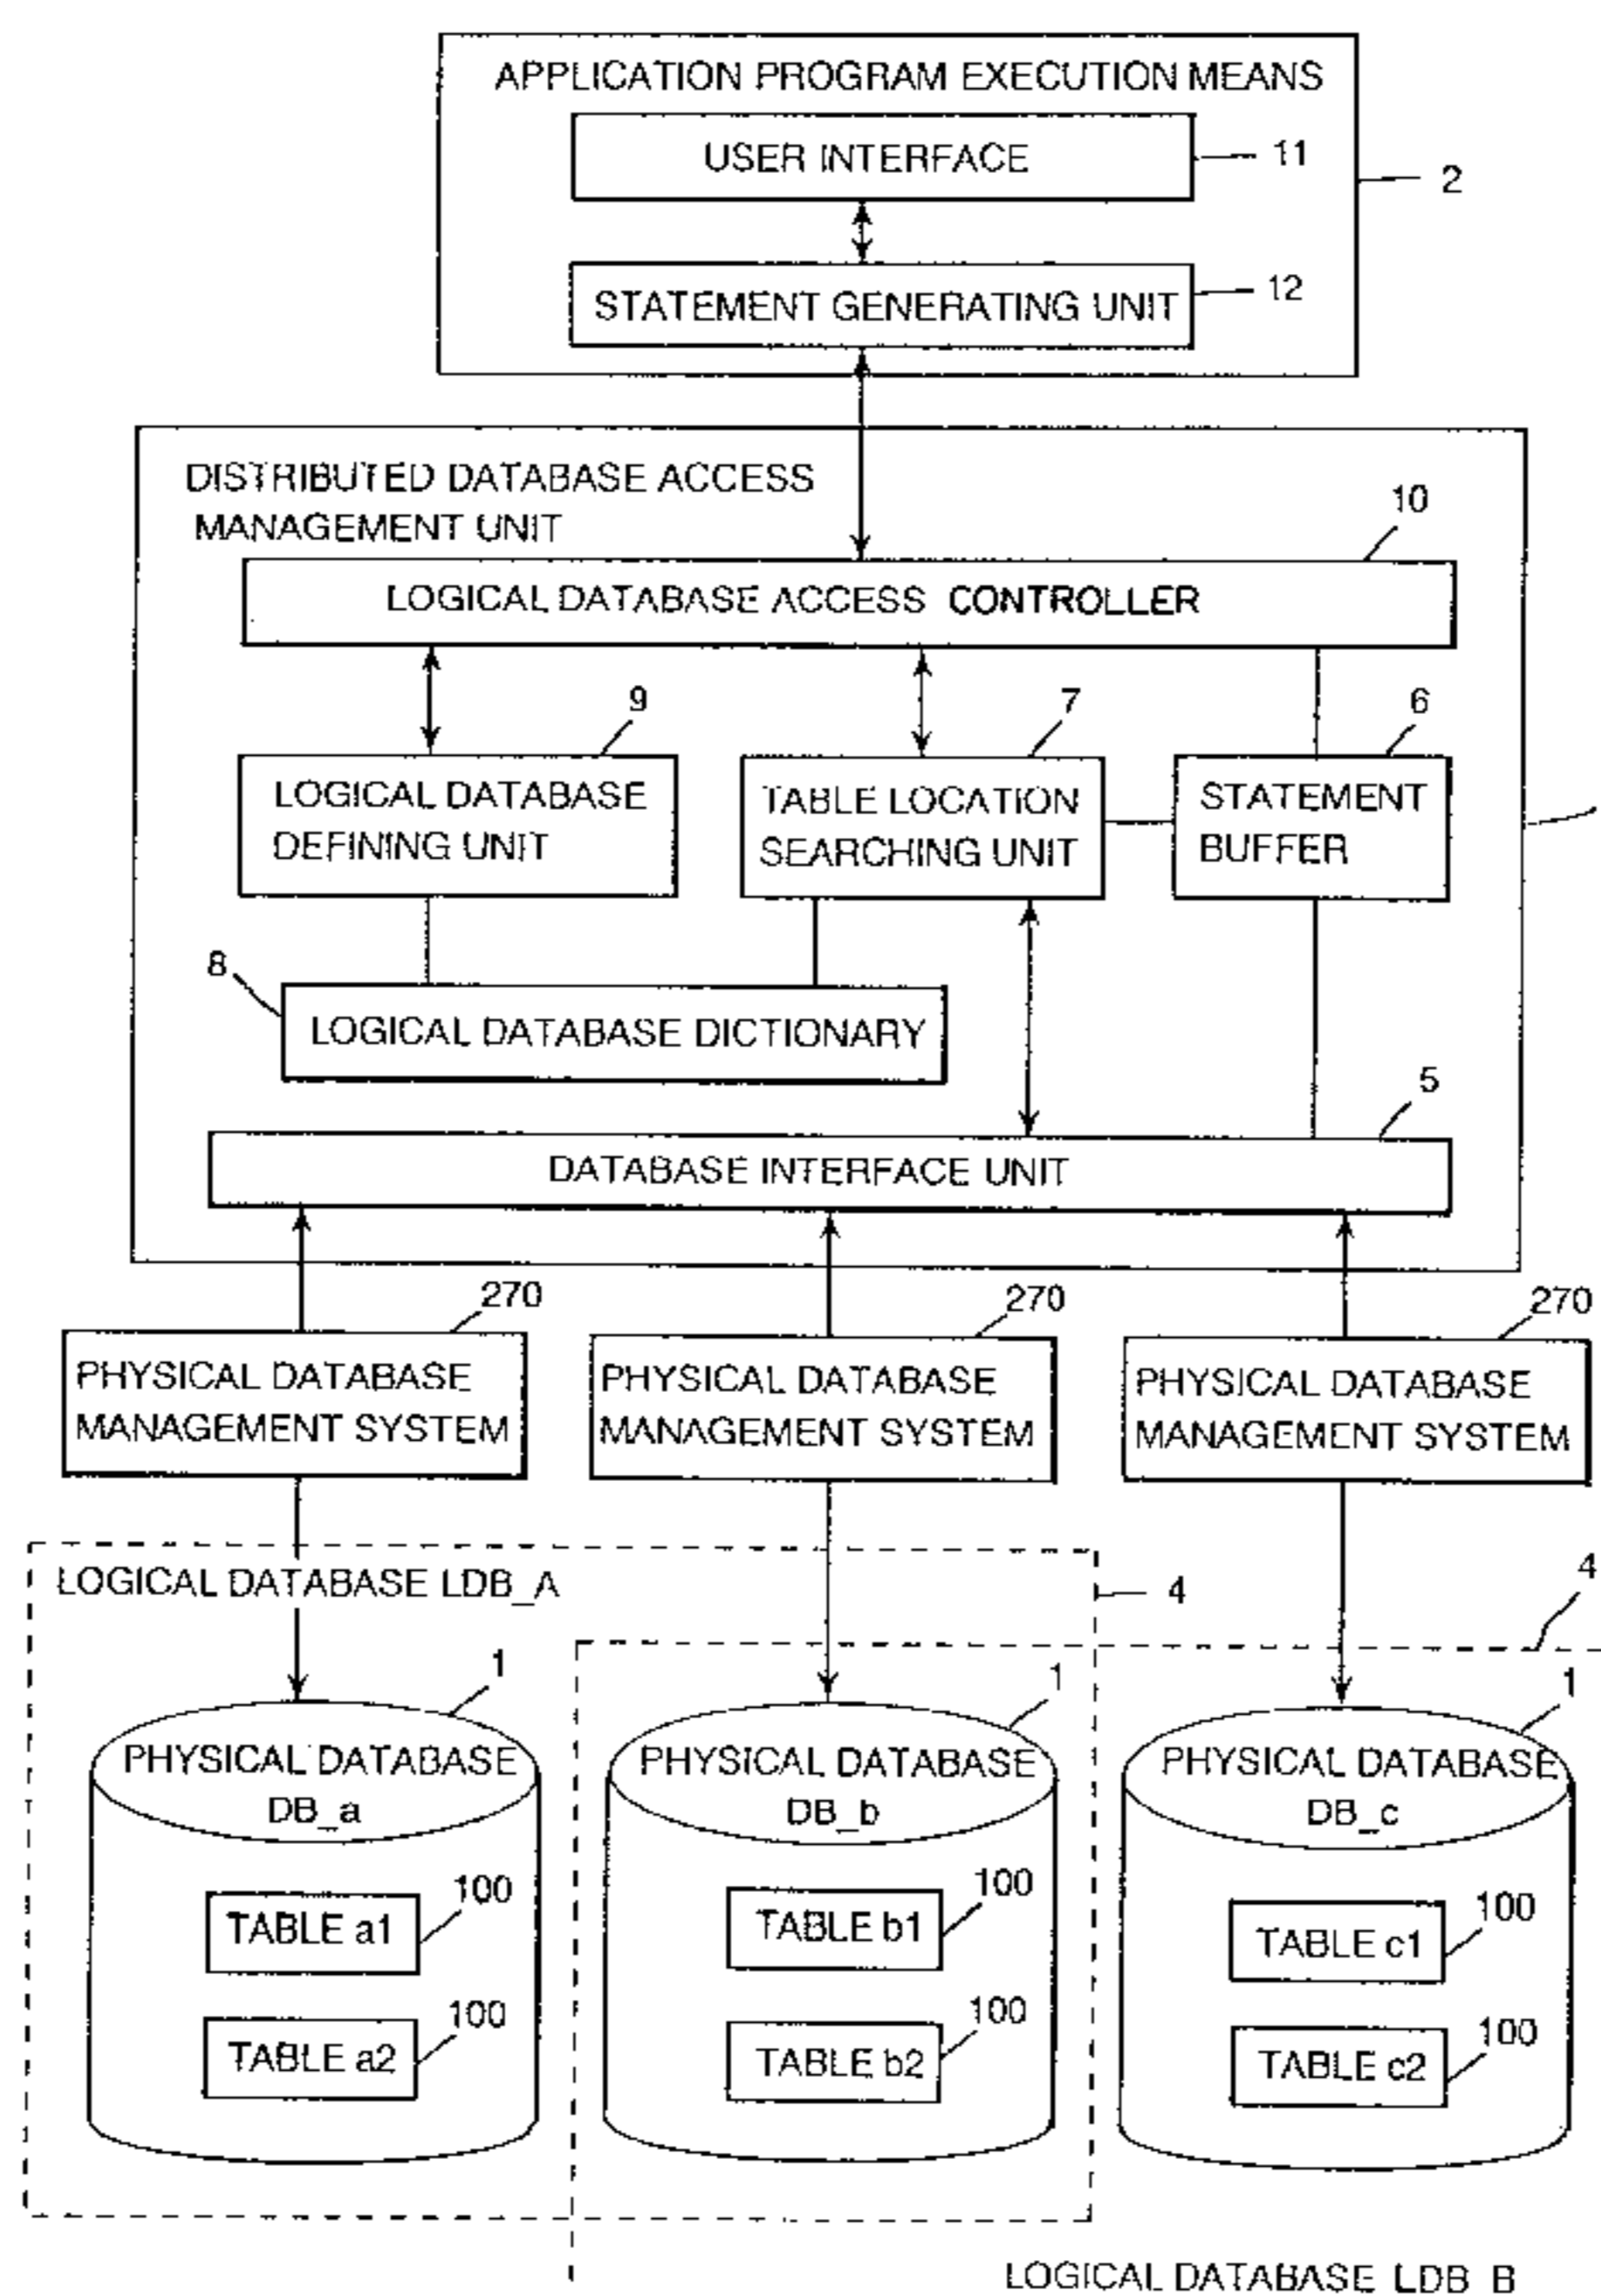 APPLICATION PROGRAM EXECUTION MEANS
USER INTERFACE
11
2
STATEMENT GENERATING UNIT
12
DISTRIBUTED DATABASE ACCESS
MANAGEMENT UNIT
10
LOGICAL DATABASE ACCESS CONTROLLER
9
7
6
LOGICAL DATABASE
DEFINING UNIT
TABLE LOCATION
SEARCHING UNIT
STATEMENT
BUFFER
8
LOGICAL DATABASE DICTIONARY
5
DATABASE INTERFACE UNIT
270
270
270
PHYSICAL DATABASE
MANAGEMENT SYSTEM
PHYSICAL DATABASE
MANAGEMENT SYSTEM
PHYSICAL DATABASE
MANAGEMENT SYSTEM
LOGICAL DATABASE LDB_A
4
4
1
1
1
PHYSICAL DATABASE
DB_a
PHYSICAL DATABASE
DB_b
PHYSICAL DATABASE
DB_c
100
TABLE a1
100
TABLE b1
100
TABLE c1
100
TABLE a2
100
TABLE b2
100
TABLE c2
LOGICAL DATABASE LDB_B